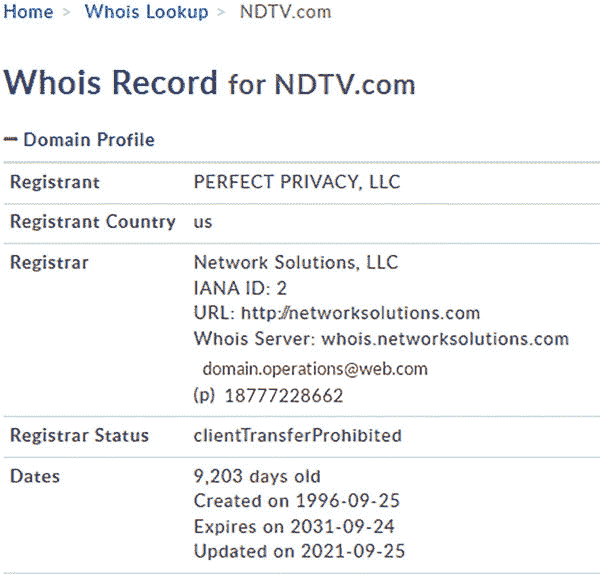 Home > Whois Lookup > NDTV.com
Whois Record for NDTV.com
– Domain Profile
Registrant PERFECT PRIVACY, LLC
Registrant Country us
Registrar Network Solutions, LLC
IANA ID: 2
URL: http://networksolutions.com
Whois Server: whois.networksolutions.com
domain.operations@web.com
(p) 18777228662
Registrar Status clientTransferProhibited
Dates 9,203 days old
Created on 1996-09-25
Expires on 2031-09-24
Updated on 2021-09-25